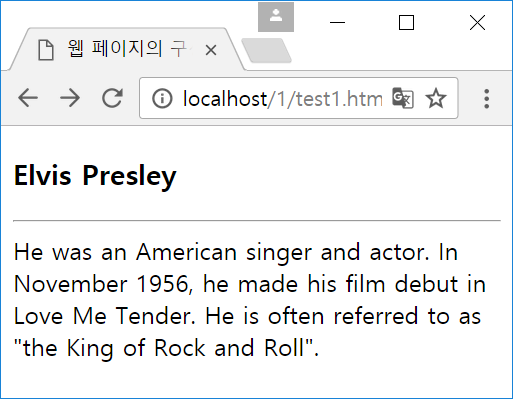 웹 페이지의 구
localhost/1/test1.htm
Elvis Presley
He was an American singer and actor. In
November 1956, he made his film debut in
Love Me Tender. He is often referred to as
"the King of Rock and Roll".